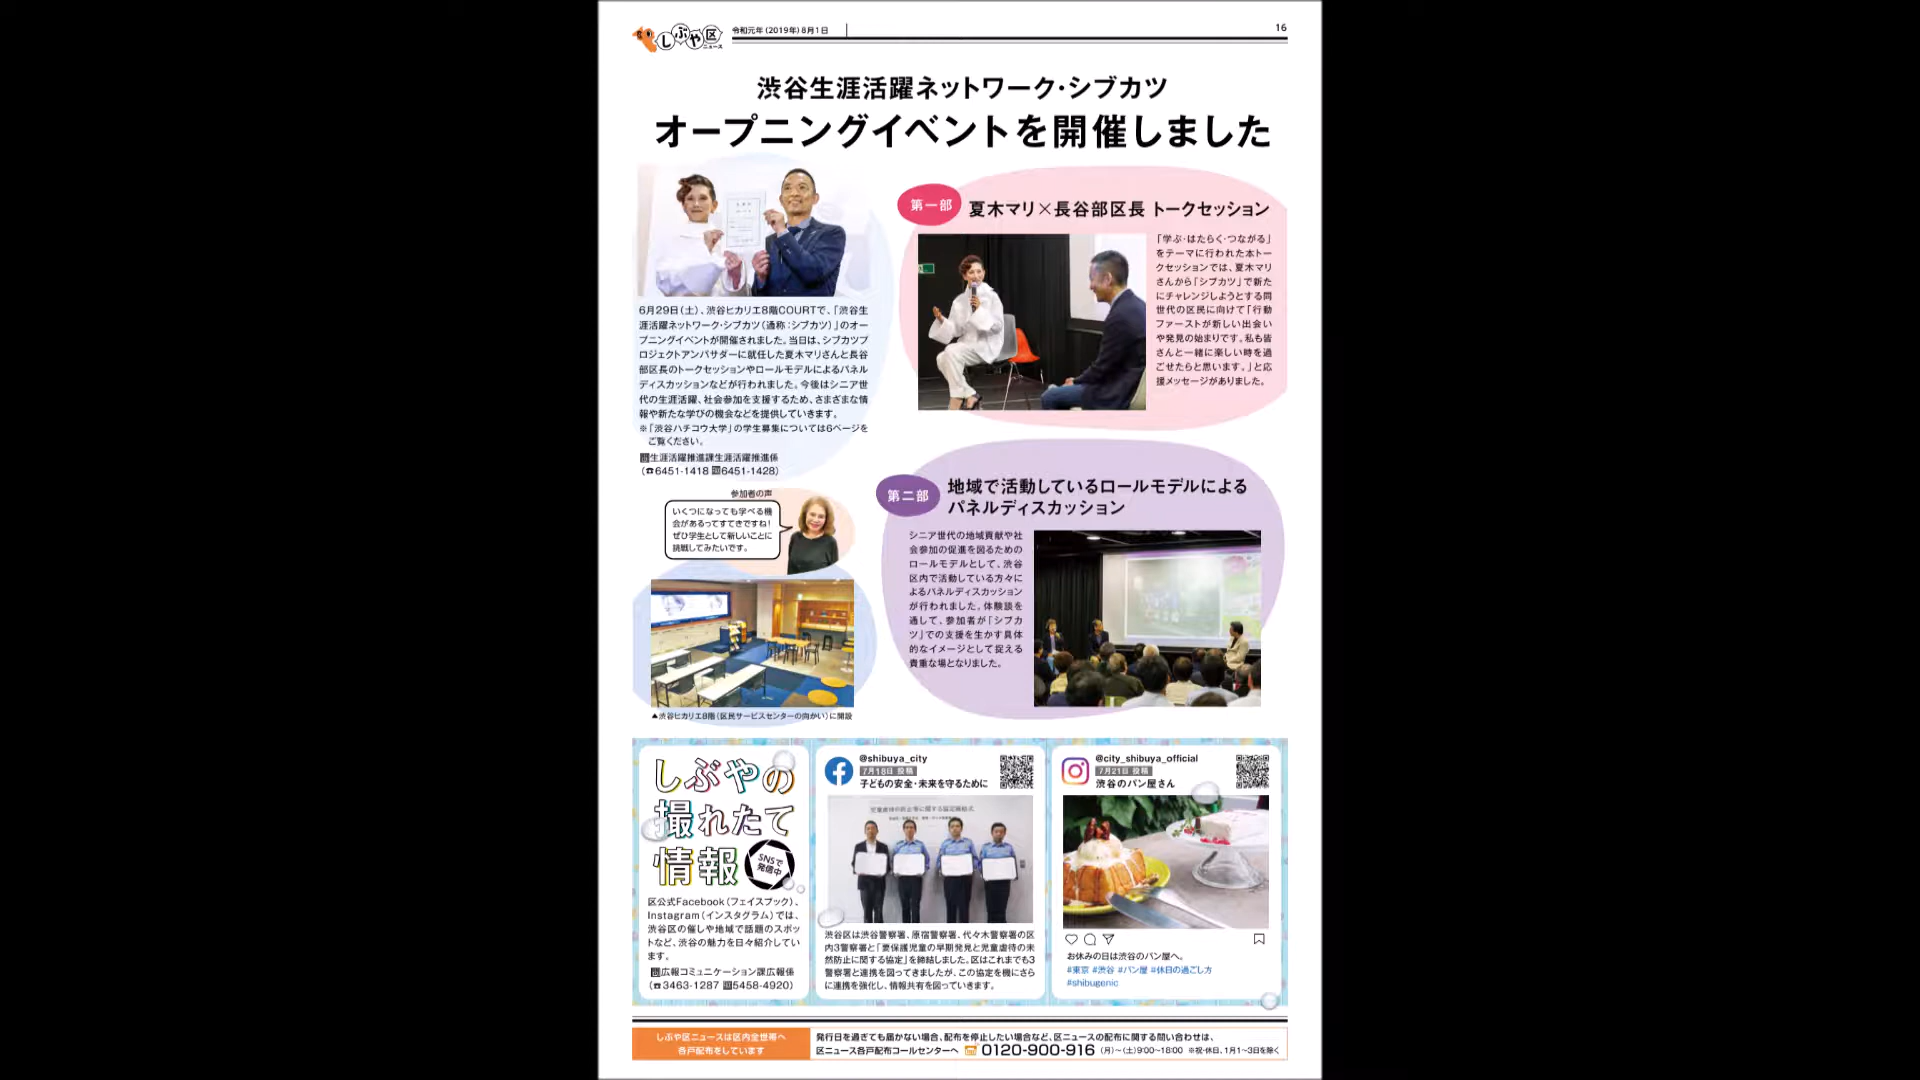 しぶや区ニュース
令和元年(2019年)8月1日
16
渋谷生涯活躍ネットワーク・シブカツ
オープニングイベントを開催しました
6月29日(土)、渋谷ヒカリエ8階COURTで、「渋谷生
涯活躍ネットワーク・シブカツ(通称:シブカツ)」のオー
プニングイベントが開催されました。当日は、シブカツプ
ロジェクトアンバサダーに就任した夏木マリさんと長谷
部区長のトークセッションやロールモデルによるパネル
ディスカッションなどが行われました。今後はシニア世
代の生涯活躍、社会参加を支援するため、さまざまな情
報や新たな学びの機会などを提供していきます。
※「渋谷ハチコウ大学」の学生募集については6ページを
ご覧ください。
生涯活躍推進課生涯活躍推進係
(☎6451-1418 6451-1428)
第一部
夏木マリ×長谷部区長 トークセッション
「学ぶ・はたらく・つながる」
をテーマに行われた本トー
クセッションでは、夏木マリ
さんから「シブカツ」で新た
にチャレンジしようとする同
世代の区民に向けて「行動
ファーストが新しい出会い
や発見の始まりです。私も皆
さんと一緒に楽しい時を過
ごせたらと思います。」と応
援メッセージがありました。
参加者の声
いくつになっても学べる機
会があるってすてきですね!
ぜひ学生として新しいことに
挑戦してみたいです。
▲渋谷ヒカリエ8階(区民サービスセンターの向かい)に開設
第二部
地域で活動しているロールモデルによる
パネルディスカッション
シニア世代の地域貢献や社
会参加の促進を図るための
ロールモデルとして、渋谷
区内で活動している方々に
よるパネルディスカッション
が行われました。体験談を
通して、参加者が「シブカ
ツ」での支援を生かす具体
的なイメージとして捉える
貴重な場となりました。
しぶやの
撮れたて
情報
SNSで
発信中
区公式Facebook(フェイスブック)、
Instagram(インスタグラム)では、
渋谷区の催しや地域で話題のスポッ
トなど、渋谷の魅力を日々紹介してい
ます。
広報コミュニケーション課広報係
(☎3463-1287 5458-4920)
@shibuya_city
7月18日 投稿
子どもの安全・未来を守るために
渋谷区は渋谷警察署、原宿警察署、代々木警察署の区
内3警察署と「要保護児童の早期発見と児童虐待の未
然防止に関する協定」を締結しました。区はこれまでも3
警察署と連携を図ってきましたが、この協定を機にさら
に連携を強化し、情報共有を図っていきます。
@city_shibuya_official
7月21日 投稿
渋谷のパン屋さん
お休みの日は渋谷のパン屋へ。
#東京 #渋谷 #パン屋 #休日の過ごし方
#shibugenic
しぶや区ニュースは区内全世帯へ
各戸配布をしています
発行日を過ぎても届かない場合、配布を停止したい場合など、区ニュースの配布に関する問い合わせは、
区ニュース各戸配布コールセンターへ 0120-900-916 (月)~(土)9:00~18:00 ※祝・休日、1月1~3日を除く